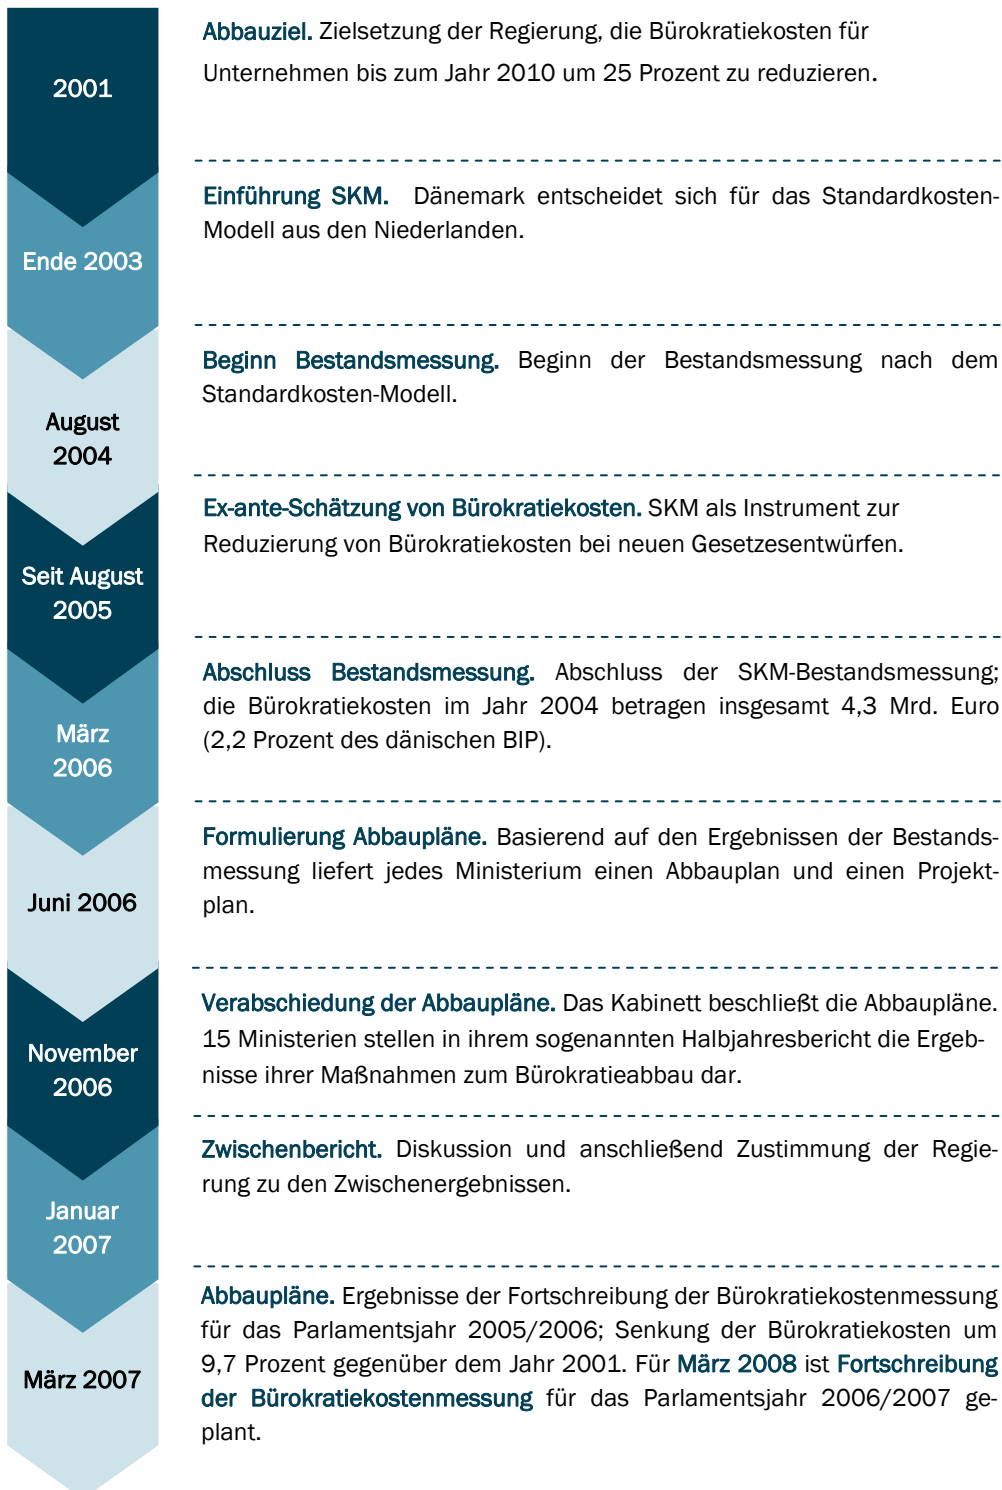 2001
Abbauziel. Zielsetzung der Regierung, die Bürokratiekosten für
Unternehmen bis zum Jahr 2010 um 25 Prozent zu reduzieren.
Ende 2003
Einführung SKM. Dänemark entscheidet sich für das Standardkosten-
Modell aus den Niederlanden.
August
2004
Beginn Bestandsmessung. Beginn der Bestandsmessung nach dem
Standardkosten-Modell.
Seit August
2005
Ex-ante-Schätzung von Bürokratiekosten. SKM als Instrument zur
Reduzierung von Bürokratiekosten bei neuen Gesetzesentwürfen.
März
2006
Abschluss Bestandsmessung. Abschluss der SKM-Bestandsmessung;
die Bürokratiekosten im Jahr 2004 betragen insgesamt 4,3 Mrd. Euro
(2,2 Prozent des dänischen BIP).
Juni 2006
Formulierung Abbaupläne. Basierend auf den Ergebnissen der Bestands-
messung liefert jedes Ministerium einen Abbauplan und einen Projekt-
plan.
November
2006
Verabschiedung der Abbaupläne. Das Kabinett beschließt die Abbaupläne.
15 Ministerien stellen in ihrem sogenannten Halbjahresbericht die Ergeb-
nisse ihrer Maßnahmen zum Bürokratieabbau dar.
Januar
2007
Zwischenbericht. Diskussion und anschließend Zustimmung der Regie-
rung zu den Zwischenergebnissen.
März 2007
Abbaupläne. Ergebnisse der Fortschreibung der Bürokratiekostenmessung
für das Parlamentsjahr 2005/2006; Senkung der Bürokratiekosten um
9,7 Prozent gegenüber dem Jahr 2001. Für März 2008 ist Fortschreibung
der Bürokratiekostenmessung für das Parlamentsjahr 2006/2007 ge-
plant.